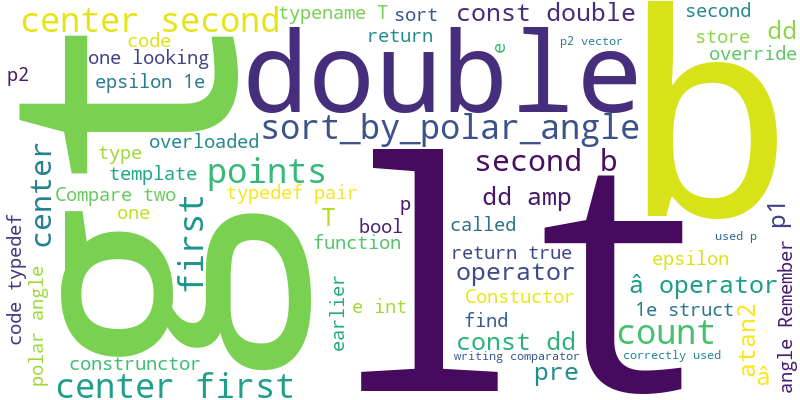 center second
typename T
sort
const double
second
dd
code
return
p2 vector
store
override
one looking
e
p2
epsilon 1e
double
b
gt
overloaded
sort_by_polar_angle
type
template
points
second b
center
Compare two
typedef pair
dd amp
p
p1
one
T
bool
called
used p
first
function
return true
operator
epsilon
code typedef
polar angle
earlier
e int
Constuctor
â operator
lt
find
1e struct
atan2
angle Remember
const dd
count
construnctor
writing comparator
correctly used
center first
pre
â